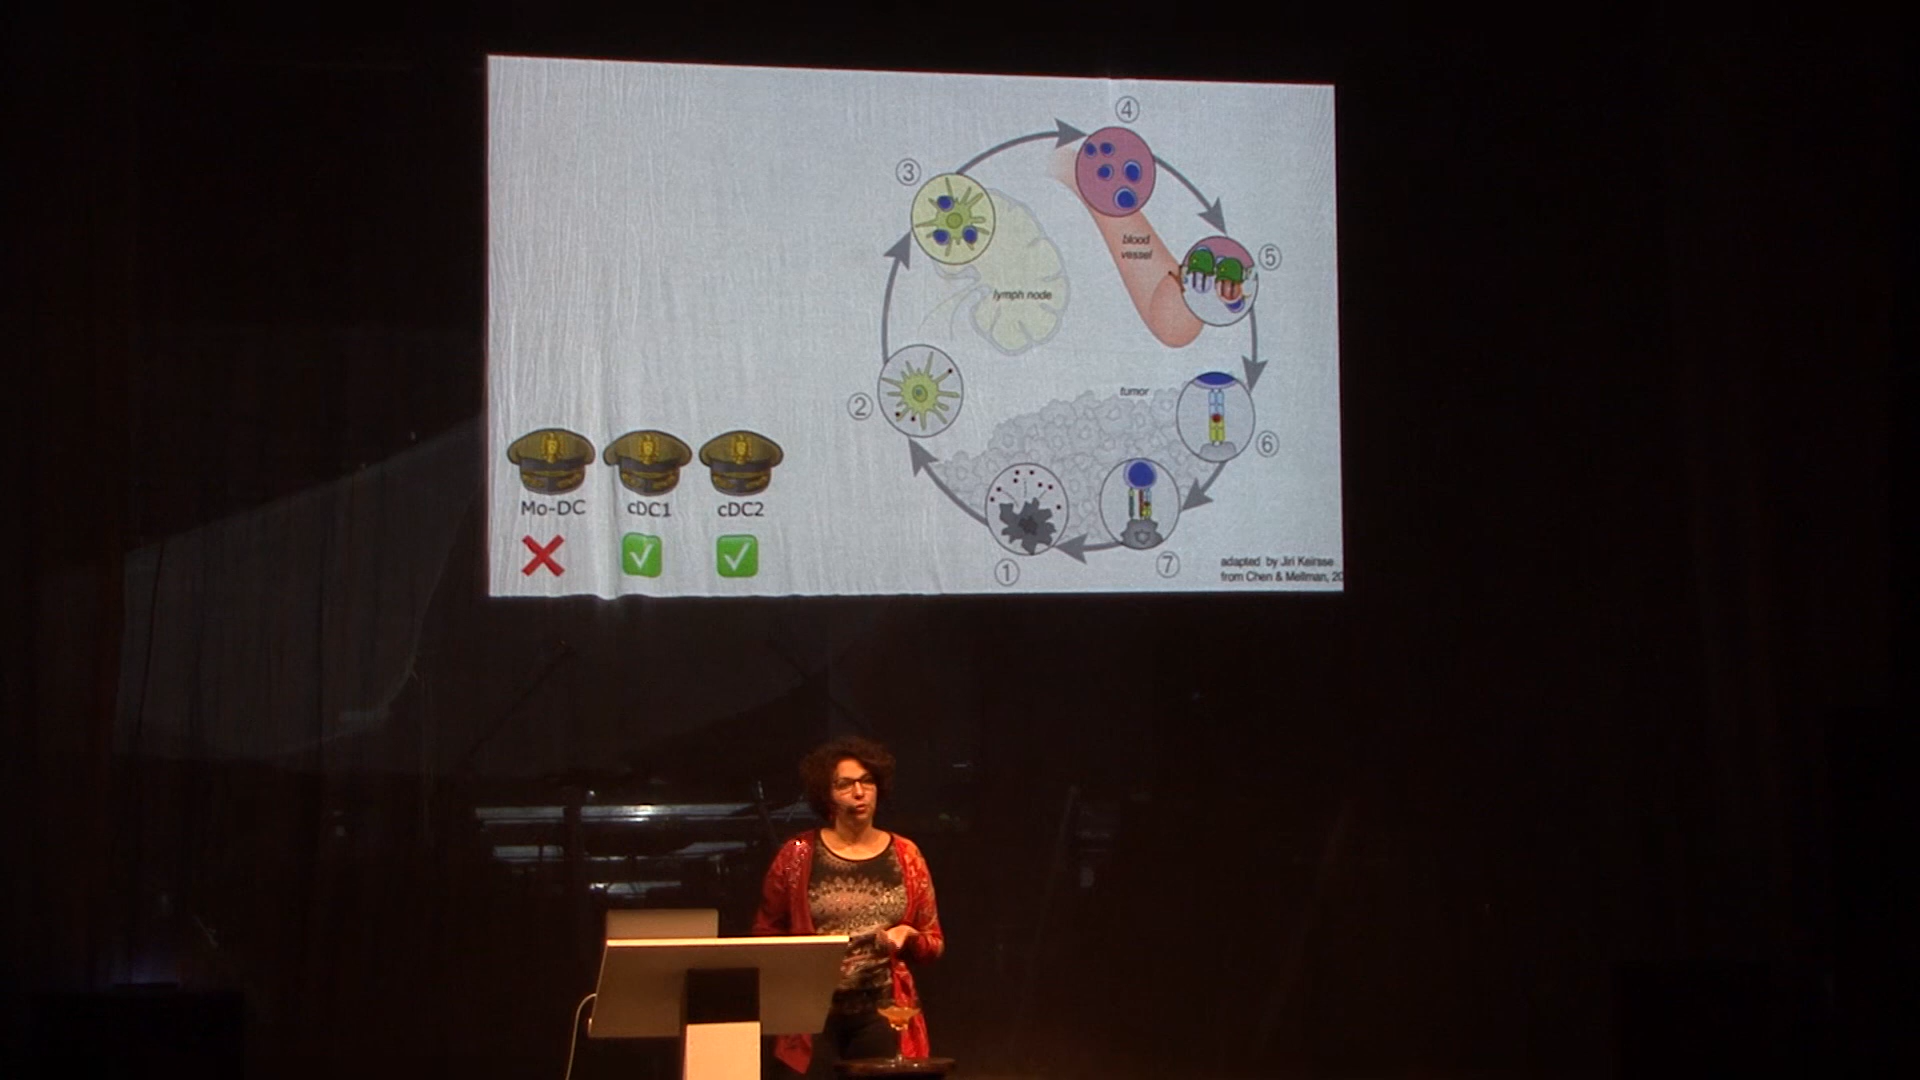 ④
③
⑤
blood
vessel
lymph node
②
tumor
⑥
Mo-DC cDC1 cDC2
①
⑦
adapted by Jiri Keirsse
from Chen & Mellman, 20